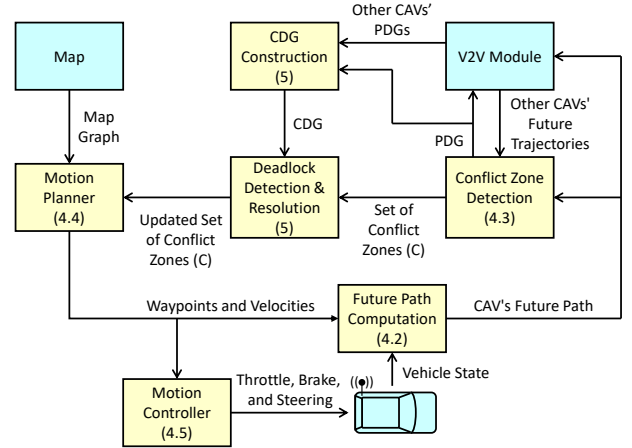 Other CAVs'
PDGs
Map
CDG
Construction
(5)
V2V Module
Map
Graph
CDG
PDG
Other CAVs'
Future
Trajectories
Motion
Planner
(4.4)
Deadlock
Detection &
Resolution
(5)
Conflict Zone
Detection
(4.3)
Updated Set
of Conflict
Zones (C)
Set of
Conflict
Zones (C)
Waypoints and Velocities
Future Path
Computation
(4.2)
CAV's Future Path
Motion
Controller
(4.5)
Throttle, Brake,
and Steering
Vehicle State